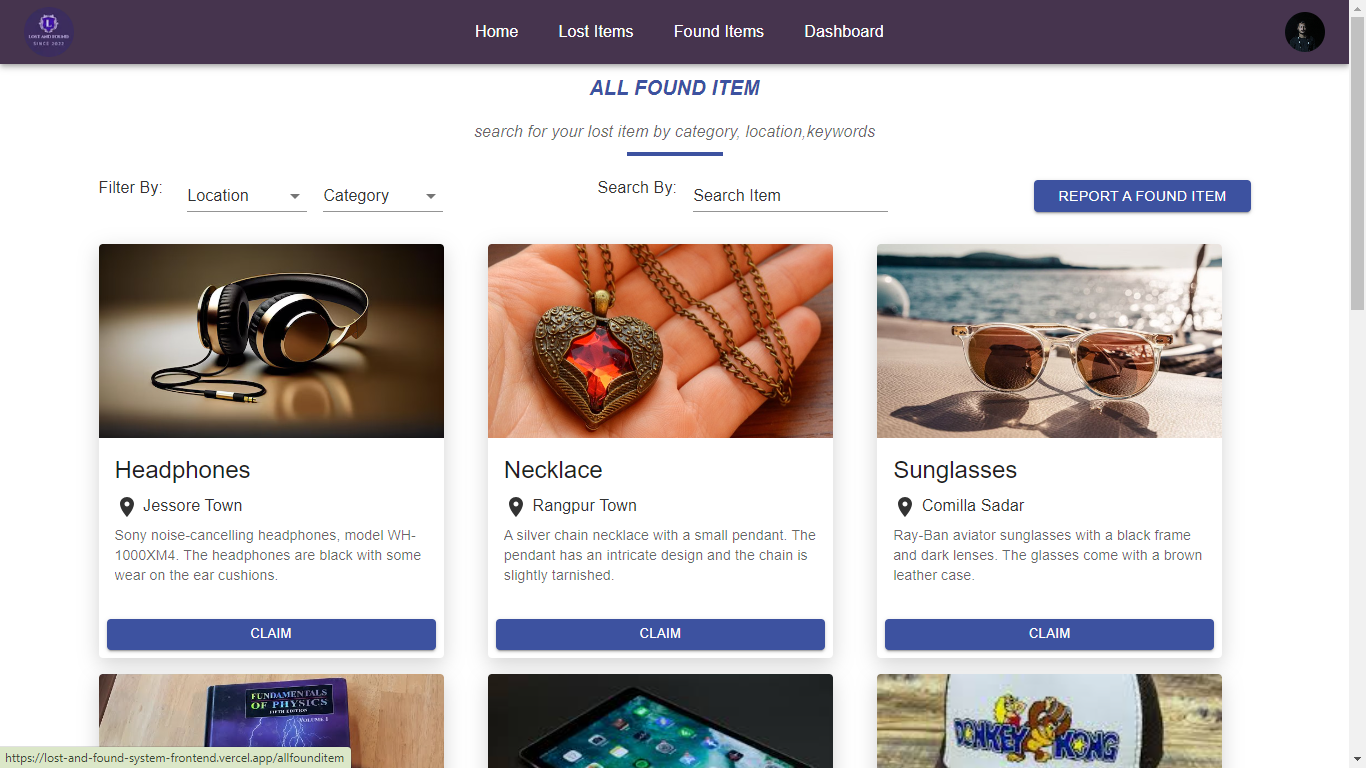 L
LOST AND FOUND
SINCE 2022
Home
Lost Items
Found Items
Dashboard
ALL FOUND ITEM
search for your lost item by category, location,keywords
Filter By:
Location
Category
Search By:
Search Item
REPORT A FOUND ITEM
Headphones
Jessore Town
Sony noise-cancelling headphones, model WH-
1000XM4. The headphones are black with some
wear on the ear cushions.
CLAIM
Necklace
Rangpur Town
A silver chain necklace with a small pendant. The
pendant has an intricate design and the chain is
slightly tarnished.
CLAIM
Sunglasses
Comilla Sadar
Ray-Ban aviator sunglasses with a black frame
and dark lenses. The glasses come with a brown
leather case.
CLAIM
FUNDAMENTALS
OF PHYSICS
FIFTH EDITION
VOLUME 1
DONKEY KONG
https://lost-and-found-system-frontend.vercel.app/allfounditem